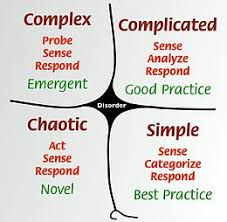 Complex
Probe
Sense
Respond
Emergent
Complicated
Sense
Analyze
Respond
Good Practice
Disorder
Chaotic
Act
Sense
Respond
Novel
Simple
Sense
Categorize
Respond
Best Practice